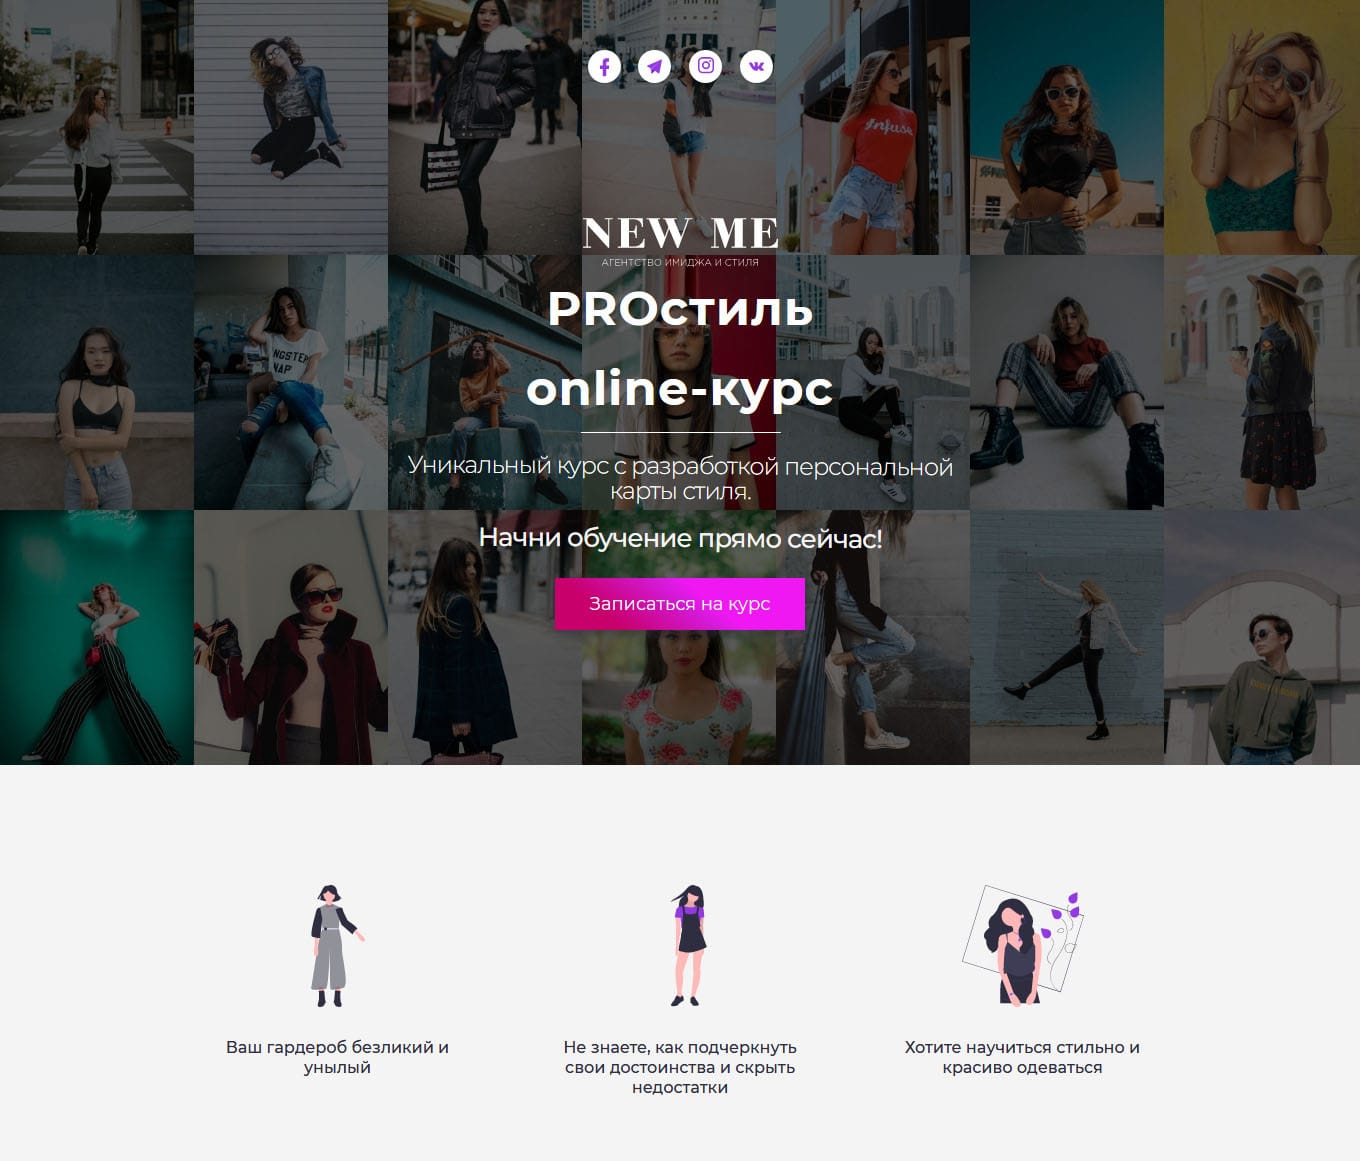 Infuse
NEW ME
АГЕНТСТВО ИМИДЖА И СТИЛЯ
PROстиль
online-курс
Уникальный курс с разработкой персональной
карты стиля.
Начни обучение прямо сейчас!
Записаться на курс
Ваш гардероб безликий и
унылый
Не знаете, как подчеркнуть
свои достоинства и скрыть
недостатки
Хотите научиться стильно и
красиво одеваться